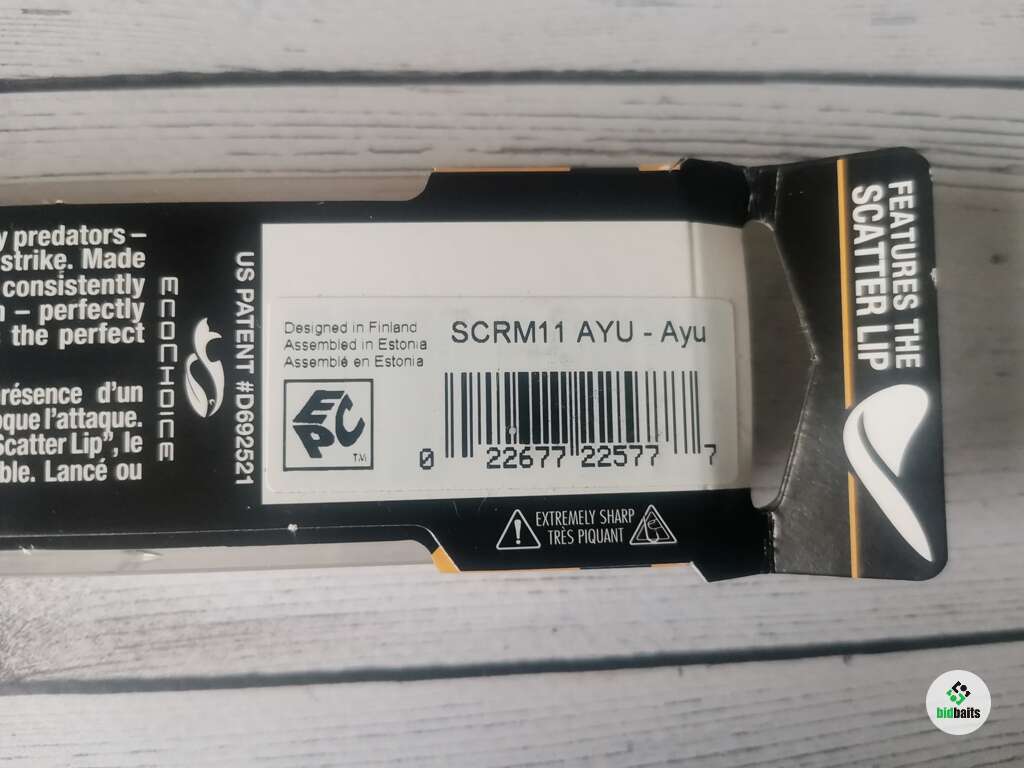 y predators –
strike. Made
consistently
n – perfectly
the perfect
résence d'un
oque l'attaque.
Scatter Lip", le
ble. Lancé ou
ECOCHOICE
US PATENT #D692521
Designed in Finland
Assembled in Estonia
Assemblé en Estonia
SCRM11 AYU - Ayu
EPC
TM
0 22677 22577 7
EXTREMELY SHARP
TRÈS PIQUANT
FEATURES THE
SCATTER LIP
bidbaits